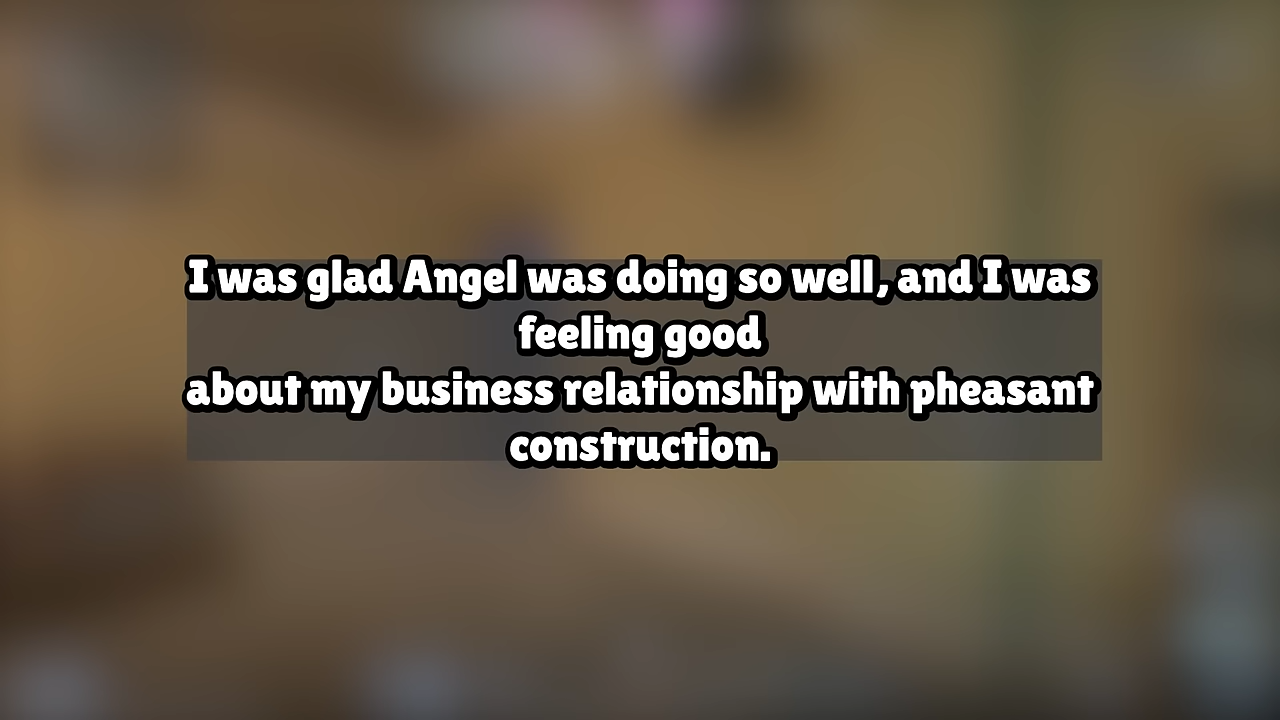 I was glad Angel was doing so well, and I was
feeling good
about my business relationship with pheasant
construction.